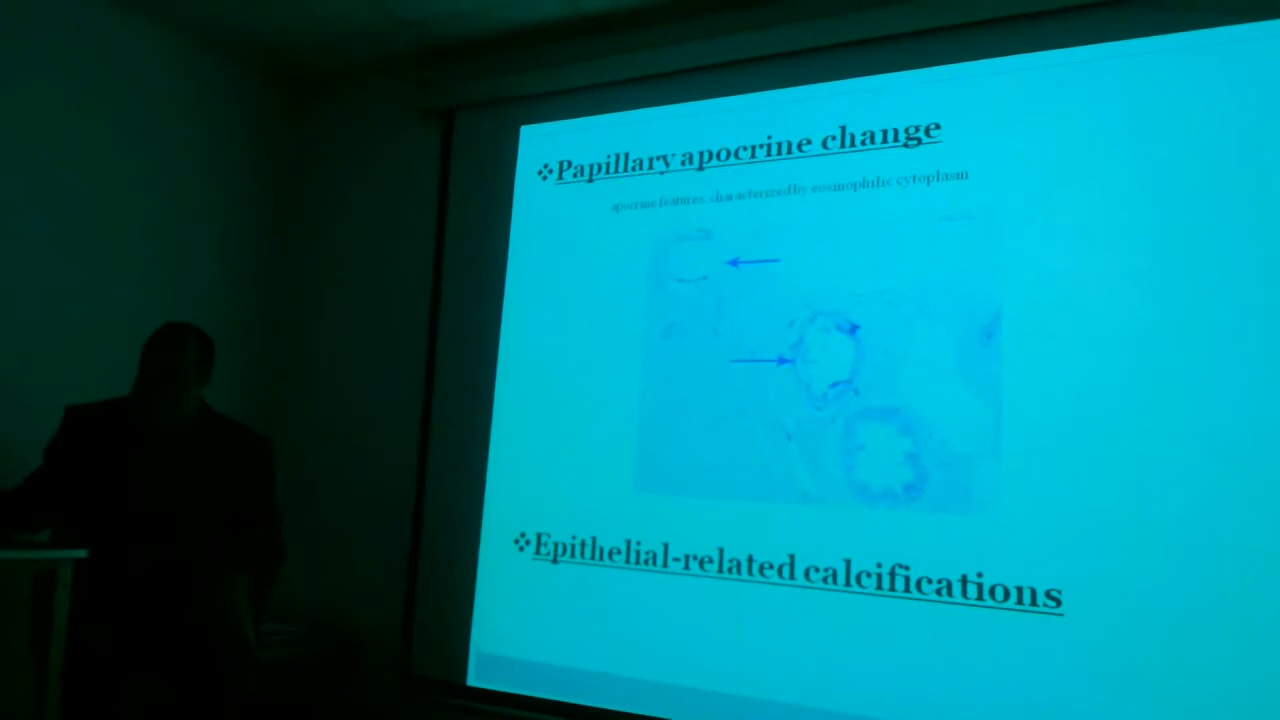 ❖Papillary apocrine change
apocrine features, characterized by eosinophilic cytoplasm
❖Epithelial-related calcifications